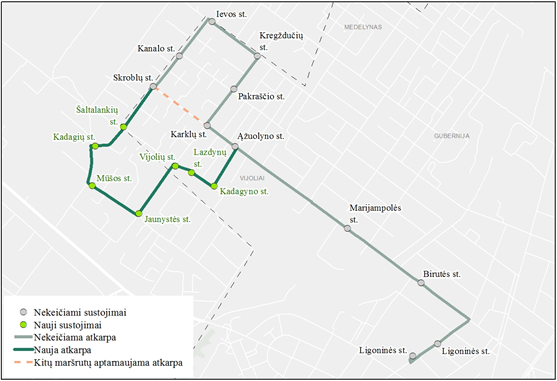 Ievos st.
MEDELYNAS
Kregždučių
st.
Kanalo st.
Skroblų st.
Pakraščio st.
Šaltalankių
st.
Karklų st.
Ąžuolyno st.
GUBERNIJA
Kadagių st.
Vijolių st.
Lazdynų
st.
VIJOLIAI
Mūšos st.
Kadagyno st.
Jaunystės st.
Marijampolės
st.
Birutės st.
Ligoninės st.
Ligoninės st.
Nekeičiami sustojimai
Nauji sustojimai
Nekeičiama atkarpa
Nauja atkarpa
Kitų maršrutų aptarnaujama atkarpa